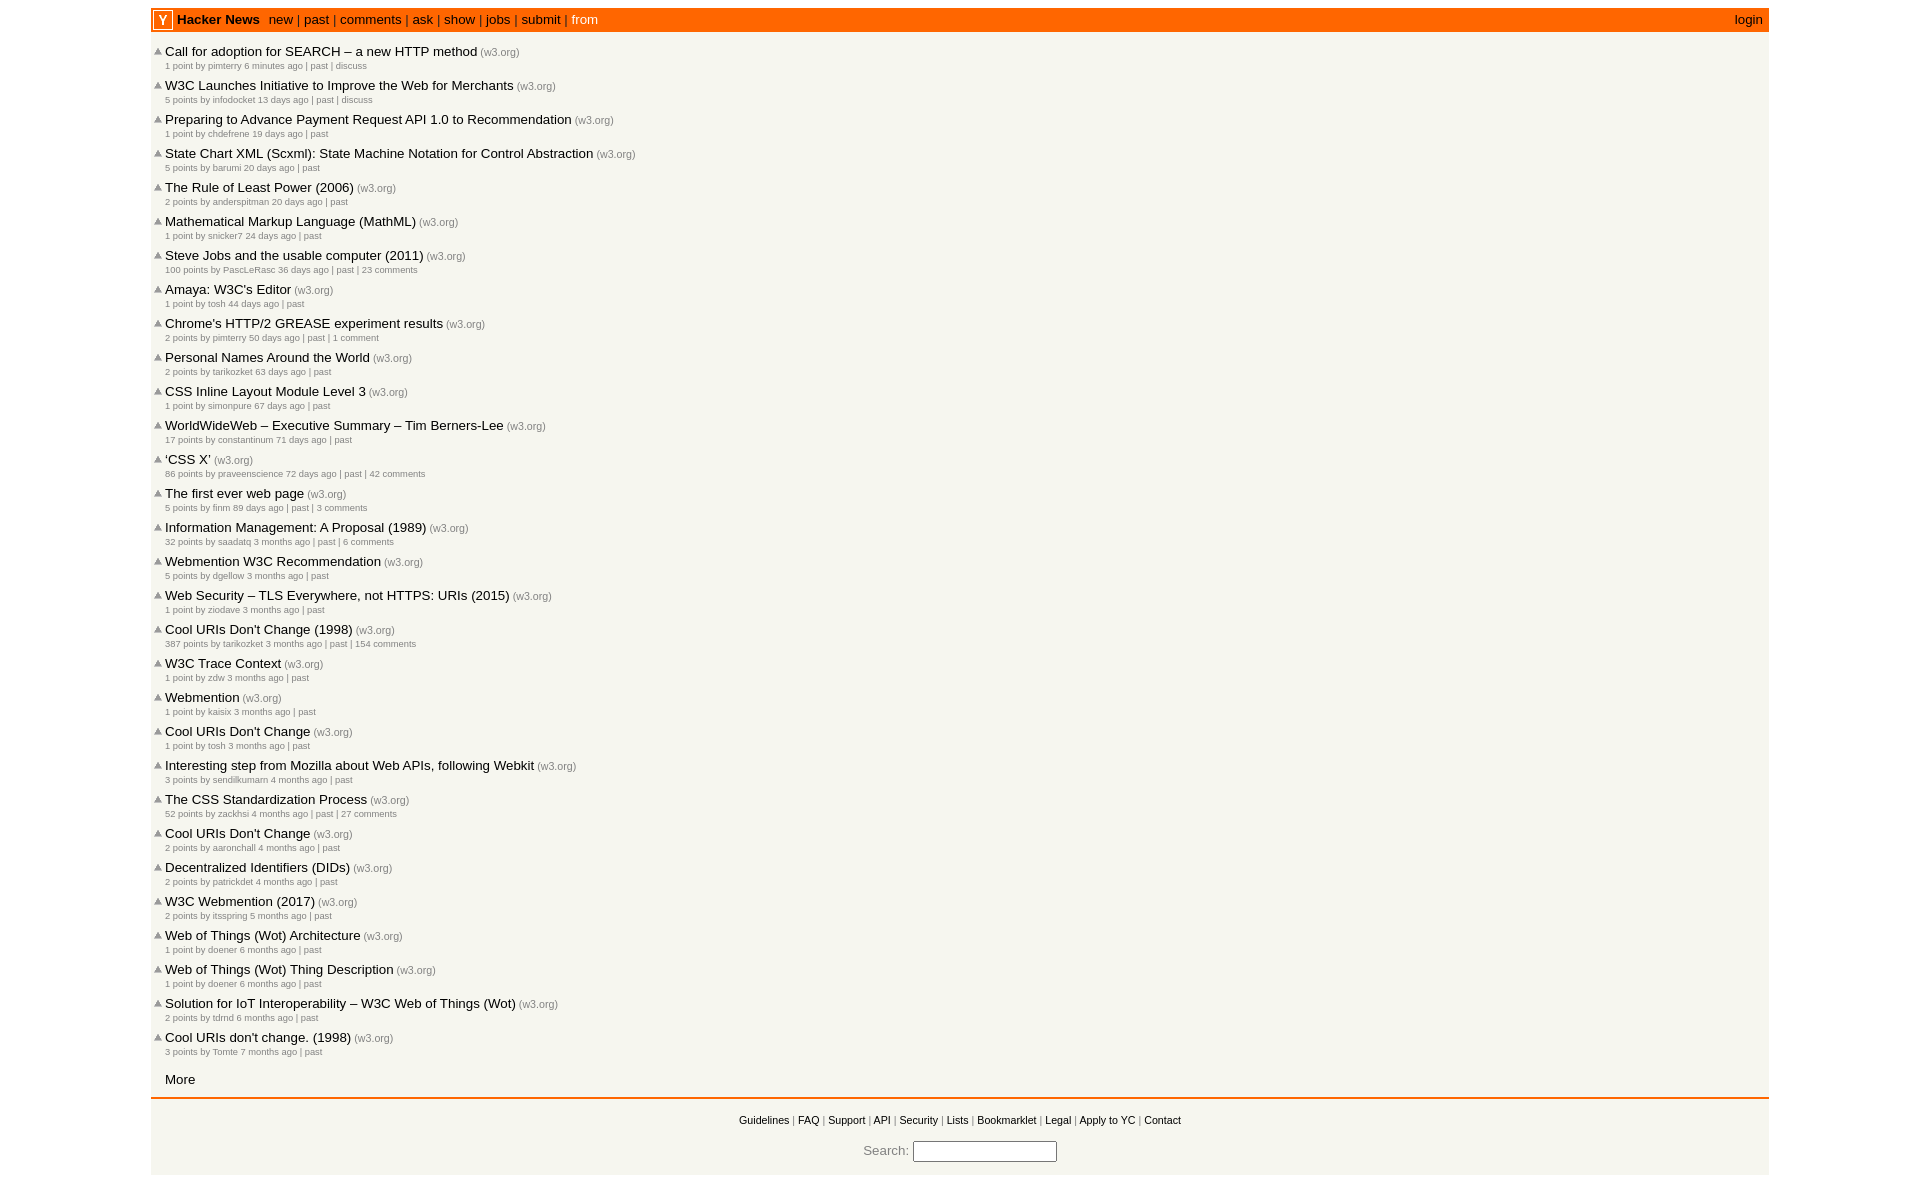 Y Hacker News new | past | comments | ask | show | jobs | submit | from login
Call for adoption for SEARCH – a new HTTP method (w3.org)
1 point by pimterry 6 minutes ago | past | discuss
W3C Launches Initiative to Improve the Web for Merchants (w3.org)
5 points by infodocket 13 days ago | past | discuss
Preparing to Advance Payment Request API 1.0 to Recommendation (w3.org)
1 point by chdefrene 19 days ago | past
State Chart XML (Scxml): State Machine Notation for Control Abstraction (w3.org)
5 points by barumi 20 days ago | past
The Rule of Least Power (2006) (w3.org)
2 points by anderspitman 20 days ago | past
Mathematical Markup Language (MathML) (w3.org)
1 point by snicker7 24 days ago | past
Steve Jobs and the usable computer (2011) (w3.org)
100 points by PascLeRasc 36 days ago | past | 23 comments
Amaya: W3C's Editor (w3.org)
1 point by tosh 44 days ago | past
Chrome's HTTP/2 GREASE experiment results (w3.org)
2 points by pimterry 50 days ago | past | 1 comment
Personal Names Around the World (w3.org)
2 points by tarikozket 63 days ago | past
CSS Inline Layout Module Level 3 (w3.org)
1 point by simonpure 67 days ago | past
WorldWideWeb – Executive Summary – Tim Berners-Lee (w3.org)
17 points by constantinum 71 days ago | past
‘CSS X’ (w3.org)
86 points by praveenscience 72 days ago | past | 42 comments
The first ever web page (w3.org)
5 points by finm 89 days ago | past | 3 comments
Information Management: A Proposal (1989) (w3.org)
32 points by saadatq 3 months ago | past | 6 comments
Webmention W3C Recommendation (w3.org)
5 points by dgellow 3 months ago | past
Web Security – TLS Everywhere, not HTTPS: URIs (2015) (w3.org)
1 point by ziodave 3 months ago | past
Cool URIs Don't Change (1998) (w3.org)
387 points by tarikozket 3 months ago | past | 154 comments
W3C Trace Context (w3.org)
1 point by zdw 3 months ago | past
Webmention (w3.org)
1 point by kaisix 3 months ago | past
Cool URIs Don't Change (w3.org)
1 point by tosh 3 months ago | past
Interesting step from Mozilla about Web APIs, following Webkit (w3.org)
3 points by sendilkumarn 4 months ago | past
The CSS Standardization Process (w3.org)
52 points by zackhsi 4 months ago | past | 27 comments
Cool URIs Don't Change (w3.org)
2 points by aaronchall 4 months ago | past
Decentralized Identifiers (DIDs) (w3.org)
2 points by patrickdet 4 months ago | past
W3C Webmention (2017) (w3.org)
2 points by itsspring 5 months ago | past
Web of Things (Wot) Architecture (w3.org)
1 point by doener 6 months ago | past
Web of Things (Wot) Thing Description (w3.org)
1 point by doener 6 months ago | past
Solution for IoT Interoperability – W3C Web of Things (Wot) (w3.org)
2 points by tdrnd 6 months ago | past
Cool URIs don't change. (1998) (w3.org)
3 points by Tomte 7 months ago | past
More
Guidelines | FAQ | Support | API | Security | Lists | Bookmarklet | Legal | Apply to YC | Contact
Search: